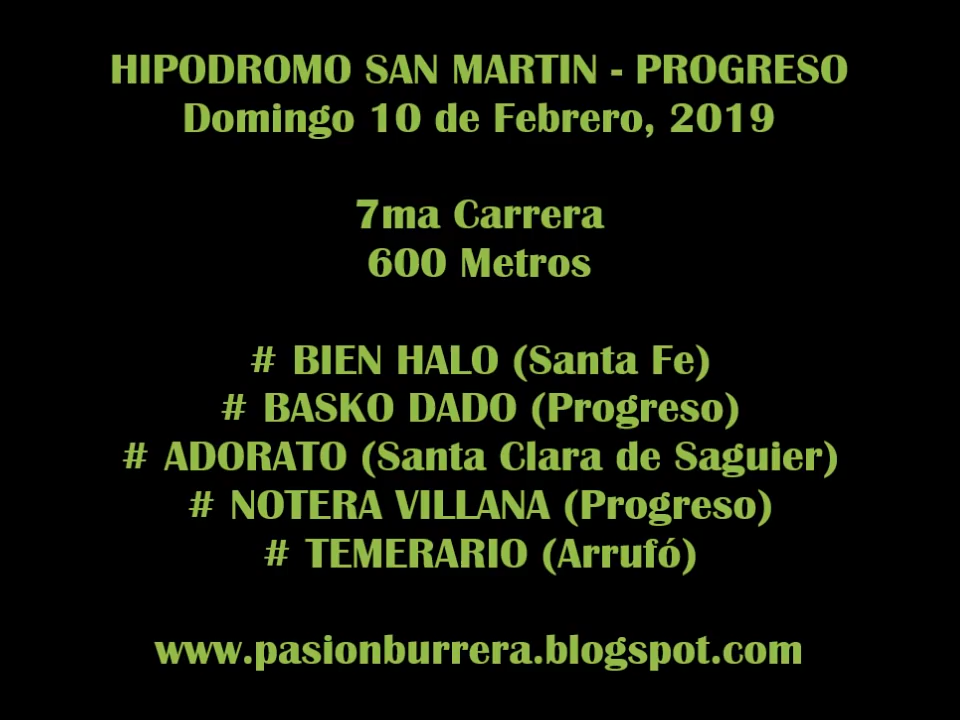 HIPODROMO SAN MARTIN - PROGRESO
Domingo 10 de Febrero, 2019
7ma Carrera
600 Metros
# BIEN HALO (Santa Fe)
# BASKO DADO (Progreso)
# ADORATO (Santa Clara de Saguier)
# NOTERA VILLANA (Progreso)
# TEMERARIO (Arrufó)
www.pasionburrera.blogspot.com